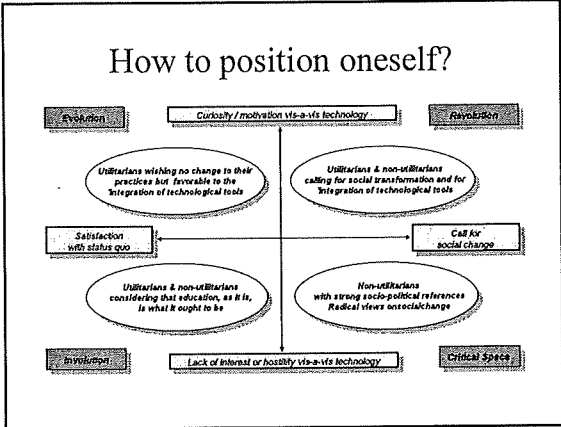 How to position oneself?
Evolution
Curiosity / motivation vis-a-vis technology
Revolution
Utilitarians wishing no change to their
practices but favorable to the
integration of technological tools
Utilitarians & non-utilitarians
calling for social transformation and for
integration of technological tools
Satisfaction
with status quo
Call for
social change
Utilitarians & non-utilitarians
considering that education, as it is,
is what it ought to be
Non-utilitarians
with strong socio-political references
Radical views onsocialchange
Involution
Lack of interest or hostility vis-a-vis technology
Critical Space